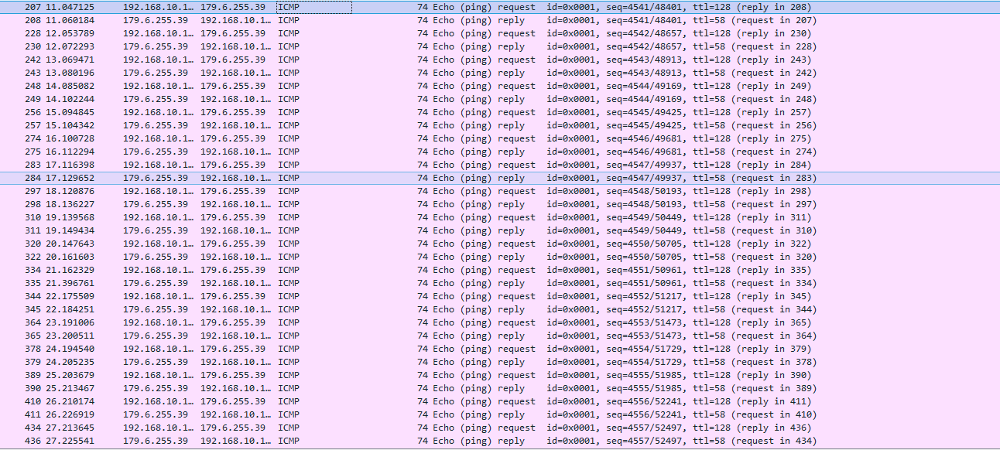 207 11.047125 192.168.10.1… 179.6.255.39 ICMP 74 Echo (ping) request id=0x0001, seq=4541/48401, ttl=128 (reply in 208)
208 11.060184 179.6.255.39 192.168.10.1… ICMP 74 Echo (ping) reply id=0x0001, seq=4541/48401, ttl=58 (request in 207)
228 12.053789 192.168.10.1… 179.6.255.39 ICMP 74 Echo (ping) request id=0x0001, seq=4542/48657, ttl=128 (reply in 230)
230 12.072293 179.6.255.39 192.168.10.1… ICMP 74 Echo (ping) reply id=0x0001, seq=4542/48657, ttl=58 (request in 228)
242 13.069471 192.168.10.1… 179.6.255.39 ICMP 74 Echo (ping) request id=0x0001, seq=4543/48913, ttl=128 (reply in 243)
243 13.080196 179.6.255.39 192.168.10.1… ICMP 74 Echo (ping) reply id=0x0001, seq=4543/48913, ttl=58 (request in 242)
248 14.085082 192.168.10.1… 179.6.255.39 ICMP 74 Echo (ping) request id=0x0001, seq=4544/49169, ttl=128 (reply in 249)
249 14.102244 179.6.255.39 192.168.10.1… ICMP 74 Echo (ping) reply id=0x0001, seq=4544/49169, ttl=58 (request in 248)
256 15.094845 192.168.10.1… 179.6.255.39 ICMP 74 Echo (ping) request id=0x0001, seq=4545/49425, ttl=128 (reply in 257)
257 15.104342 179.6.255.39 192.168.10.1… ICMP 74 Echo (ping) reply id=0x0001, seq=4545/49425, ttl=58 (request in 256)
274 16.100728 192.168.10.1… 179.6.255.39 ICMP 74 Echo (ping) request id=0x0001, seq=4546/49681, ttl=128 (reply in 275)
275 16.112294 179.6.255.39 192.168.10.1… ICMP 74 Echo (ping) reply id=0x0001, seq=4546/49681, ttl=58 (request in 274)
283 17.116398 192.168.10.1… 179.6.255.39 ICMP 74 Echo (ping) request id=0x0001, seq=4547/49937, ttl=128 (reply in 284)
284 17.129652 179.6.255.39 192.168.10.1… ICMP 74 Echo (ping) reply id=0x0001, seq=4547/49937, ttl=58 (request in 283)
297 18.120876 192.168.10.1… 179.6.255.39 ICMP 74 Echo (ping) request id=0x0001, seq=4548/50193, ttl=128 (reply in 298)
298 18.136227 179.6.255.39 192.168.10.1… ICMP 74 Echo (ping) reply id=0x0001, seq=4548/50193, ttl=58 (request in 297)
310 19.139568 192.168.10.1… 179.6.255.39 ICMP 74 Echo (ping) request id=0x0001, seq=4549/50449, ttl=128 (reply in 311)
311 19.149434 179.6.255.39 192.168.10.1… ICMP 74 Echo (ping) reply id=0x0001, seq=4549/50449, ttl=58 (request in 310)
320 20.147643 192.168.10.1… 179.6.255.39 ICMP 74 Echo (ping) request id=0x0001, seq=4550/50705, ttl=128 (reply in 322)
322 20.161603 179.6.255.39 192.168.10.1… ICMP 74 Echo (ping) reply id=0x0001, seq=4550/50705, ttl=58 (request in 320)
334 21.162329 192.168.10.1… 179.6.255.39 ICMP 74 Echo (ping) request id=0x0001, seq=4551/50961, ttl=128 (reply in 335)
335 21.396761 179.6.255.39 192.168.10.1… ICMP 74 Echo (ping) reply id=0x0001, seq=4551/50961, ttl=58 (request in 334)
344 22.175509 192.168.10.1… 179.6.255.39 ICMP 74 Echo (ping) request id=0x0001, seq=4552/51217, ttl=128 (reply in 345)
345 22.184251 179.6.255.39 192.168.10.1… ICMP 74 Echo (ping) reply id=0x0001, seq=4552/51217, ttl=58 (request in 344)
364 23.191006 192.168.10.1… 179.6.255.39 ICMP 74 Echo (ping) request id=0x0001, seq=4553/51473, ttl=128 (reply in 365)
365 23.200511 179.6.255.39 192.168.10.1… ICMP 74 Echo (ping) reply id=0x0001, seq=4553/51473, ttl=58 (request in 364)
378 24.194540 192.168.10.1… 179.6.255.39 ICMP 74 Echo (ping) request id=0x0001, seq=4554/51729, ttl=128 (reply in 379)
379 24.205235 179.6.255.39 192.168.10.1… ICMP 74 Echo (ping) reply id=0x0001, seq=4554/51729, ttl=58 (request in 378)
389 25.203679 192.168.10.1… 179.6.255.39 ICMP 74 Echo (ping) request id=0x0001, seq=4555/51985, ttl=128 (reply in 390)
390 25.213467 179.6.255.39 192.168.10.1… ICMP 74 Echo (ping) reply id=0x0001, seq=4555/51985, ttl=58 (request in 389)
410 26.210174 192.168.10.1… 179.6.255.39 ICMP 74 Echo (ping) request id=0x0001, seq=4556/52241, ttl=128 (reply in 411)
411 26.226919 179.6.255.39 192.168.10.1… ICMP 74 Echo (ping) reply id=0x0001, seq=4556/52241, ttl=58 (request in 410)
434 27.213645 192.168.10.1… 179.6.255.39 ICMP 74 Echo (ping) request id=0x0001, seq=4557/52497, ttl=128 (reply in 436)
436 27.225541 179.6.255.39 192.168.10.1… ICMP 74 Echo (ping) reply id=0x0001, seq=4557/52497, ttl=58 (request in 434)